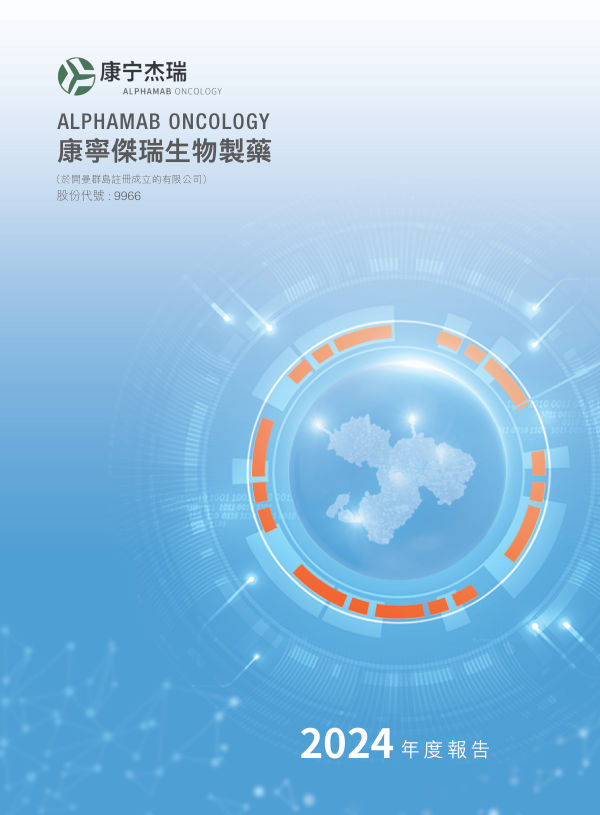 康宁杰瑞
ALPHAMAB ONCOLOGY
ALPHAMAB ONCOLOGY
康寧傑瑞生物製藥
（於開曼群島註冊成立的有限公司）
股份代號 : 9966
2024 年度報告